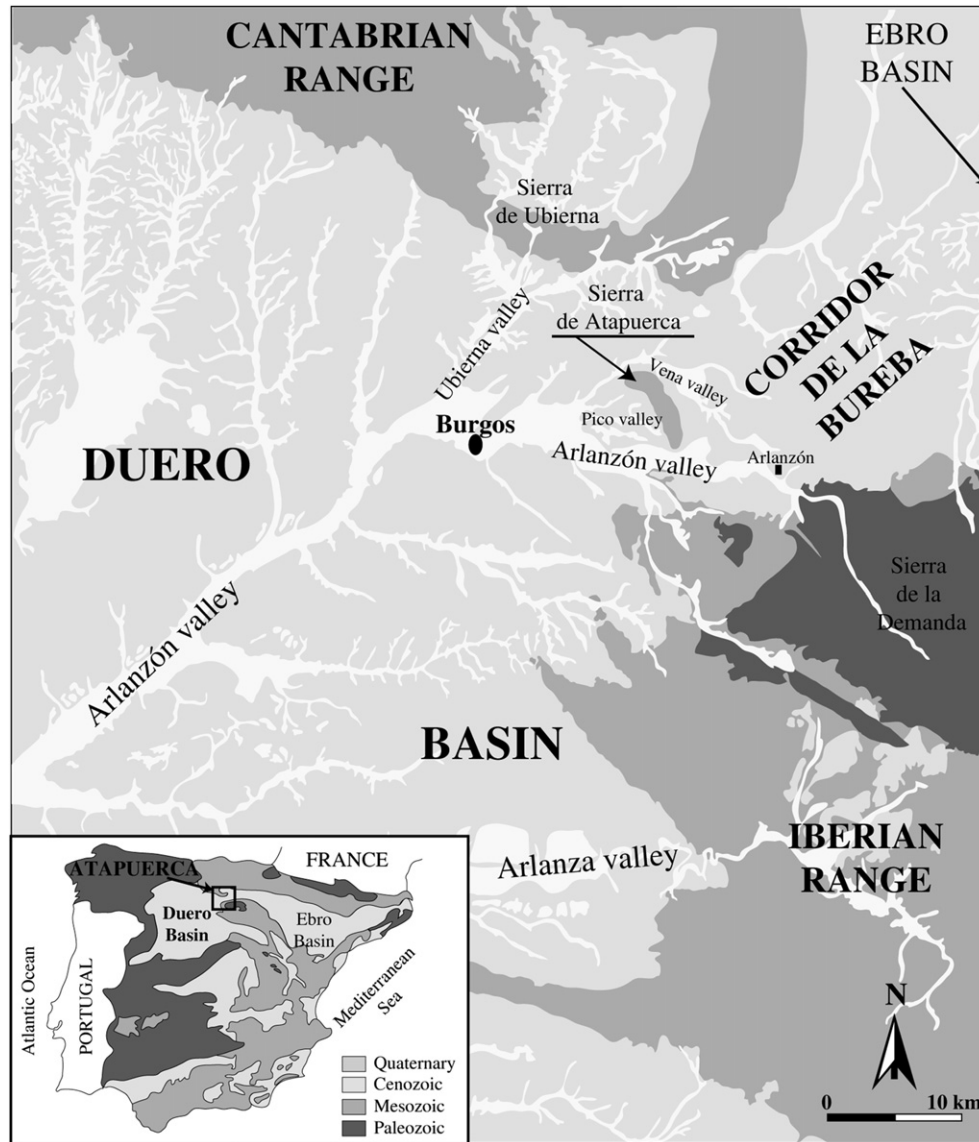 CANTABRIAN
RANGE
EBRO
BASIN
Sierra
de Ubierna
Sierra
de Atapuerca
Ubierna valley
CORRIDOR
DE LA
BUREBA
Vena valley
Burgos
Pico valley
Arlanzón valley
Arlanzón
DUERO
Sierra
de la
Demanda
Arlanzón valley
BASIN
IBERIAN
RANGE
Arlanza valley
ATAPUERCA
FRANCE
Duero
Basin
Ebro
Basin
Atlantic Ocean
PORTUGAL
Mediterranean
Sea
Quaternary
Cenozoic
Mesozoic
Paleozoic
N
0 10 km